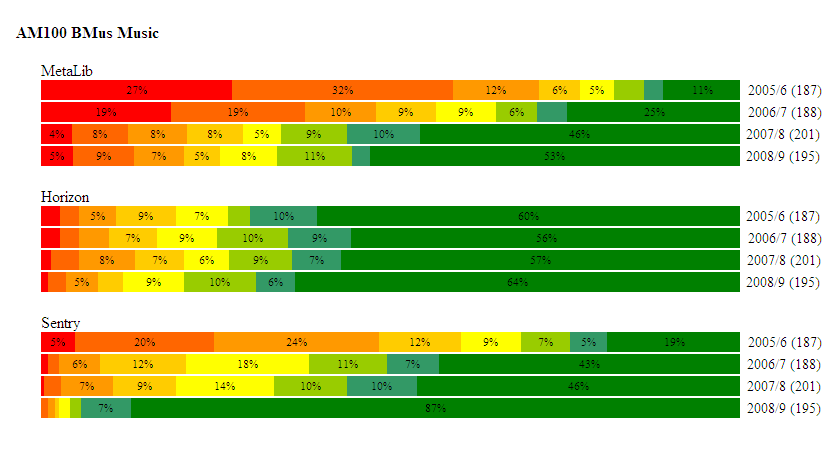 AM100 BMus Music
MetaLib
27% 32% 12% 6% 5% 11% 2005/6 (187)
19% 19% 10% 9% 9% 6% 25% 2006/7 (188)
4% 8% 8% 8% 5% 9% 10% 46% 2007/8 (201)
5% 9% 7% 5% 8% 11% 53% 2008/9 (195)
Horizon
5% 9% 7% 10% 60% 2005/6 (187)
7% 9% 10% 9% 56% 2006/7 (188)
8% 7% 6% 9% 7% 57% 2007/8 (201)
5% 9% 10% 6% 64% 2008/9 (195)
Sentry
5% 20% 24% 12% 9% 7% 5% 19% 2005/6 (187)
6% 12% 18% 11% 7% 43% 2006/7 (188)
7% 9% 14% 10% 10% 46% 2007/8 (201)
7% 87% 2008/9 (195)